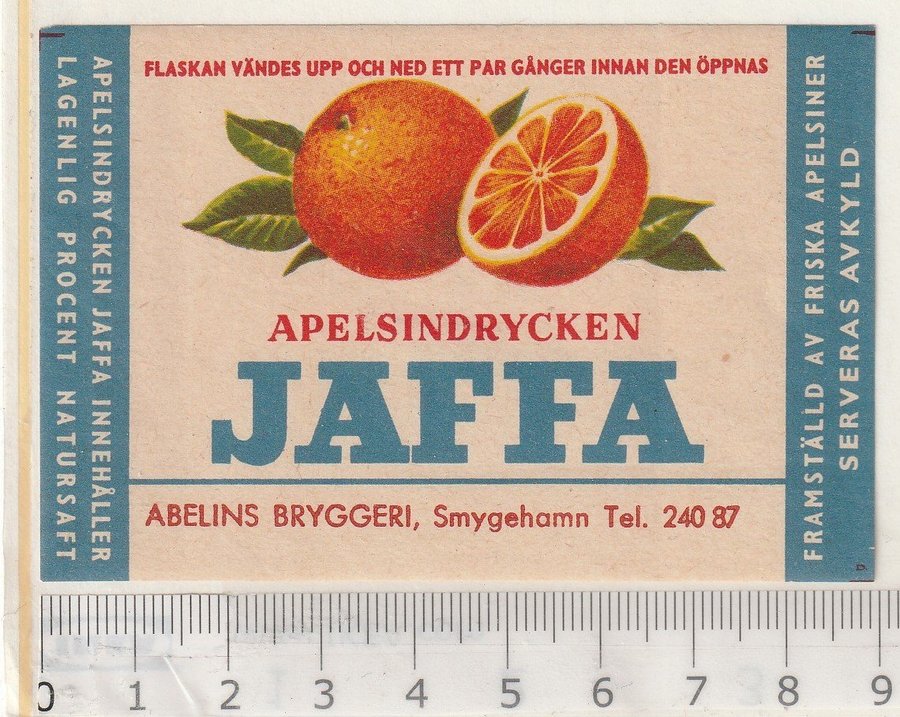 FLASKAN VÄNDES UPP OCH NED ETT PAR GÅNGER INNAN DEN ÖPPNAS
APELSINDRYCKEN JAFFA INNEHÅLLER
LAGENLIG PROCENT NATURSAFT
APELSINDRYCKEN
JAFFA
ABELINS BRYGGERI, Smygehamn Tel. 240 87
FRAMSTÄLLD AV FRISKA APELSINER
SERVERAS AVKYLD
0 1 2 3 4 5 6 7 8 9